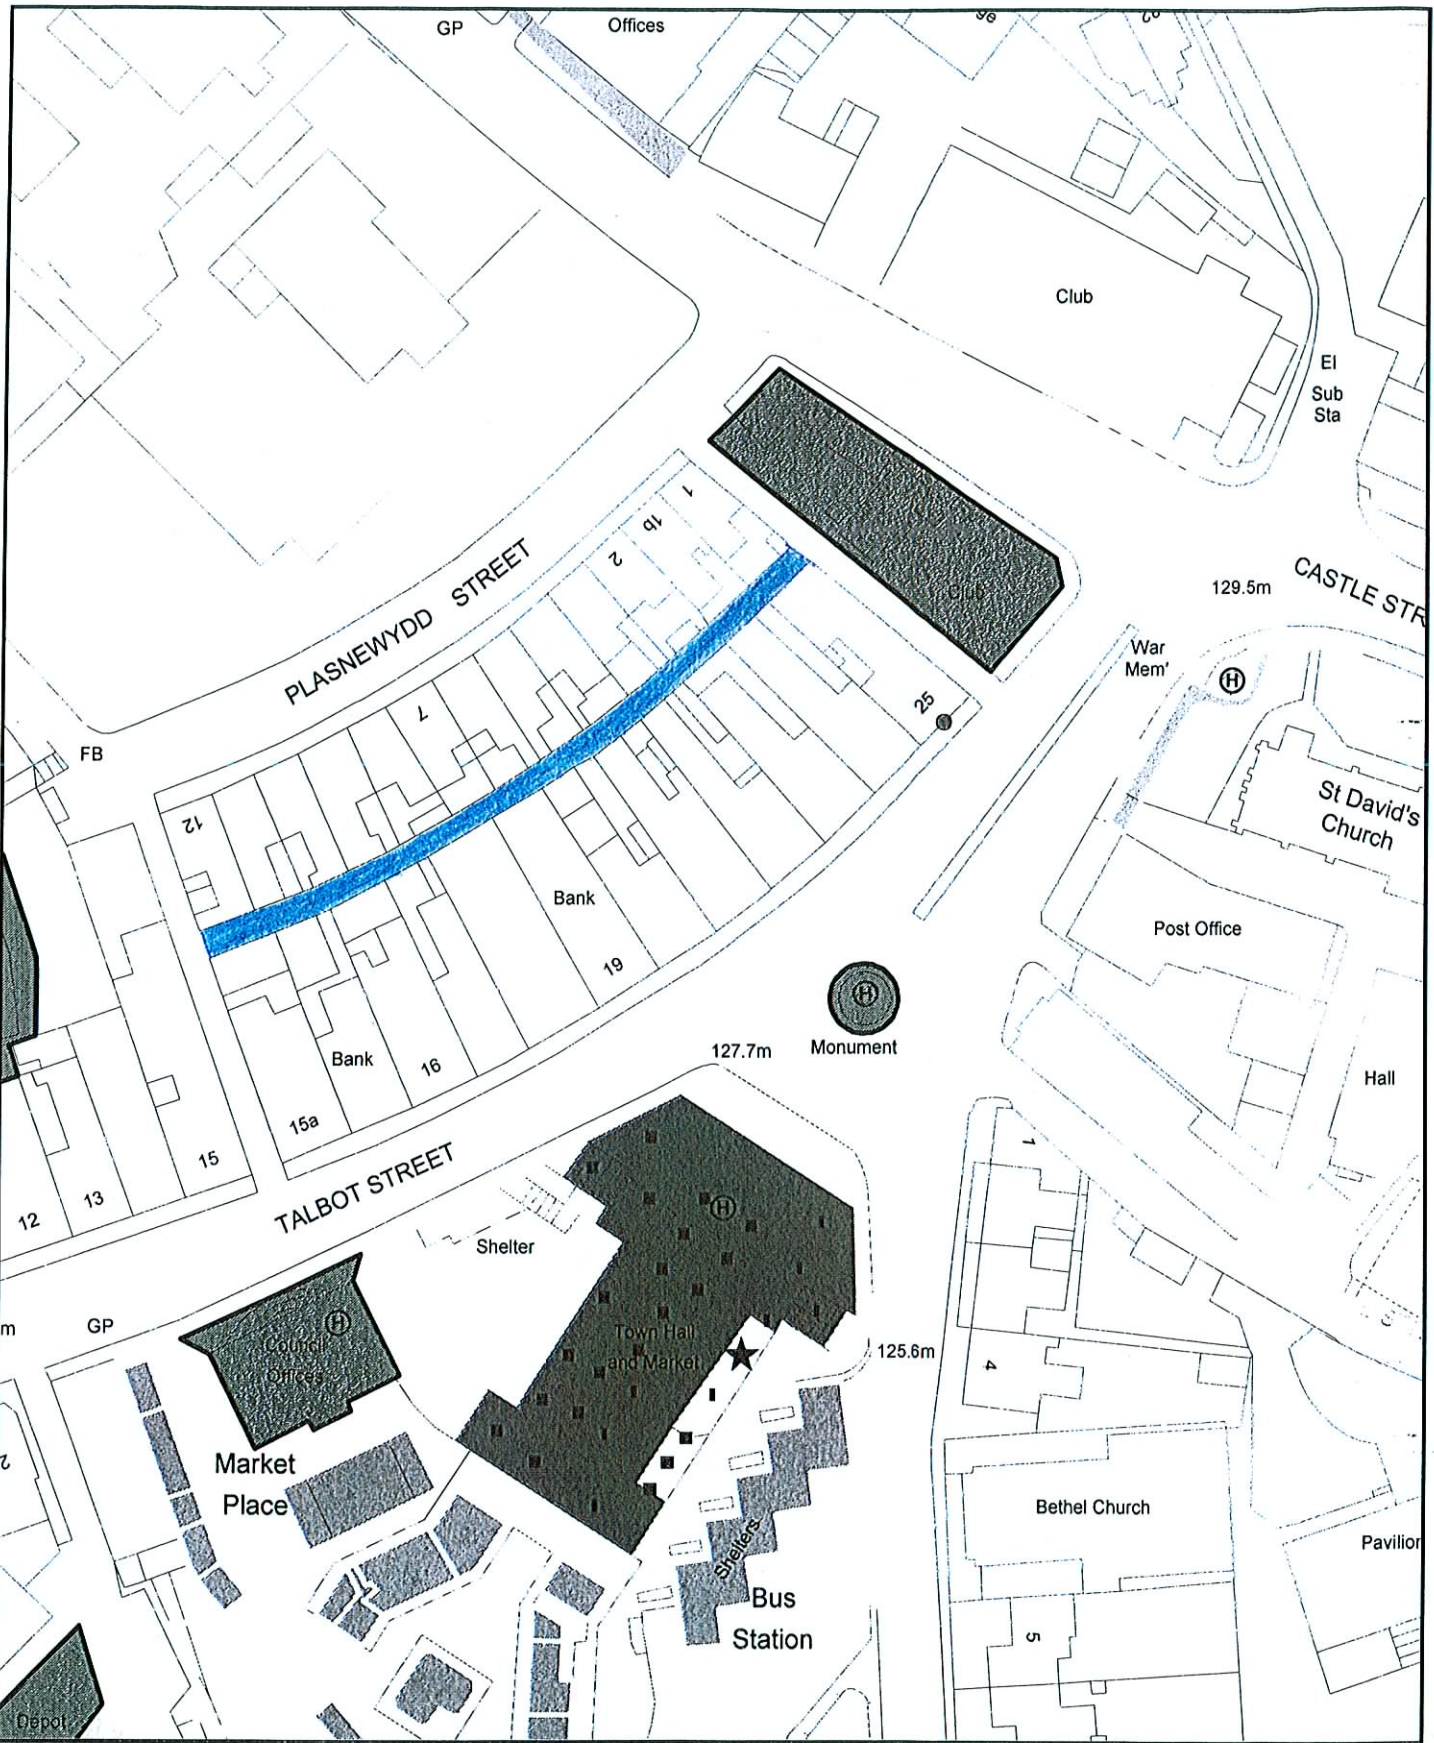 GP
Offices
Club
El
Sub
Sta
1
1b
2
PLASNEWYDD STREET
Club
129.5m
CASTLE STR
War
Mem'
H
25
7
FB
12
St David's
Church
Bank
Post Office
19
H
Monument
127.7m
Bank
16
Hall
15a
15
13
12
TALBOT STREET
1
H
Shelter
H
m
GP
Council
Offices
Town Hall
and Market
125.6m
4
2
Market
Place
Bethel Church
Shelters
Pavilion
Bus
Station
5
Depot